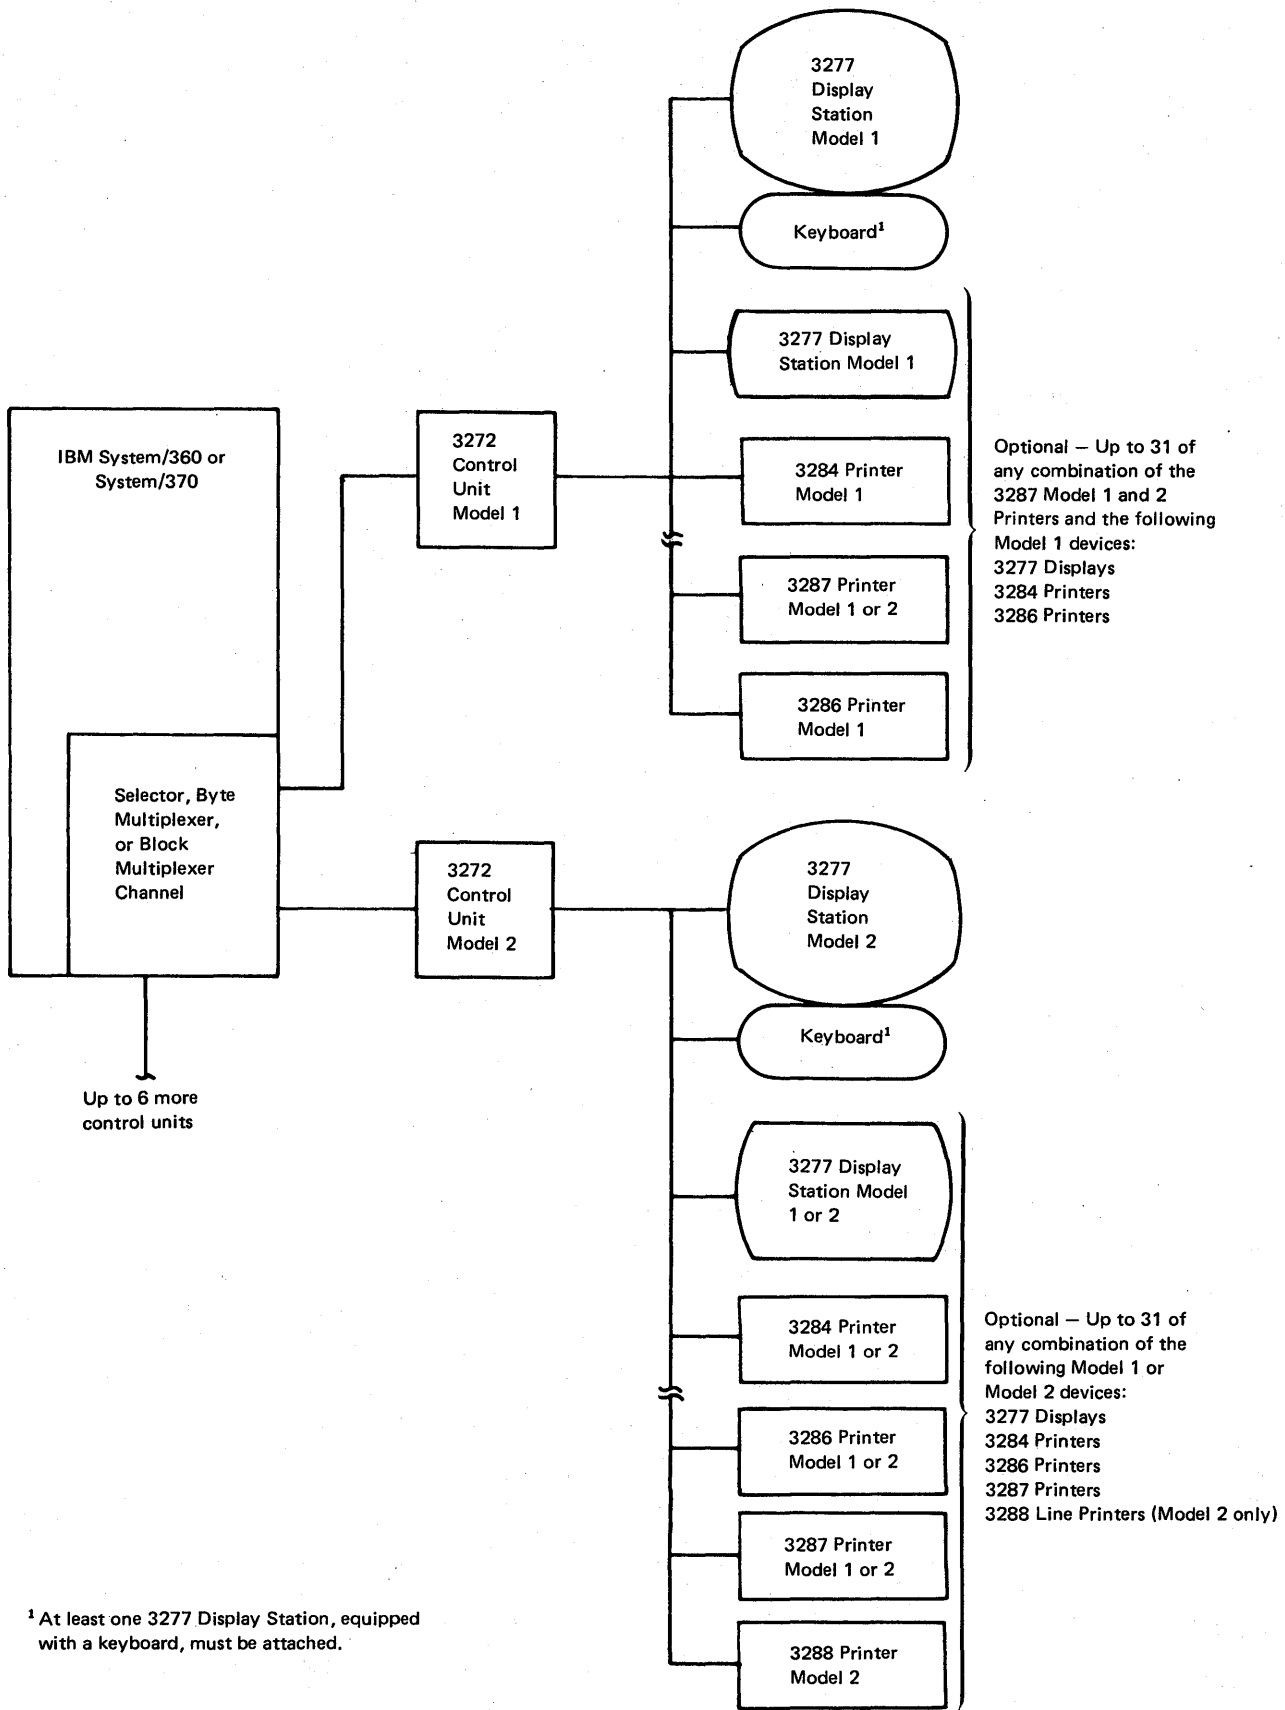 3277
Display
Station
Model 1
Keyboard¹
3277 Display
Station Model 1
IBM System/360 or
System/370
3272
Control
Unit
Model 1
3284 Printer
Model 1
Optional — Up to 31 of
any combination of the
3287 Model 1 and 2
Printers and the following
Model 1 devices:
3277 Displays
3284 Printers
3286 Printers
3287 Printer
Model 1 or 2
3286 Printer
Model 1
Selector, Byte
Multiplexer,
or Block
Multiplexer
Channel
3272
Control
Unit
Model 2
3277
Display
Station
Model 2
Keyboard¹
Up to 6 more
control units
3277 Display
Station Model
1 or 2
3284 Printer
Model 1 or 2
Optional — Up to 31 of
any combination of the
following Model 1 or
Model 2 devices:
3277 Displays
3284 Printers
3286 Printers
3287 Printers
3288 Line Printers (Model 2 only)
3286 Printer
Model 1 or 2
3287 Printer
Model 1 or 2
3288 Printer
Model 2
¹ At least one 3277 Display Station, equipped
with a keyboard, must be attached.